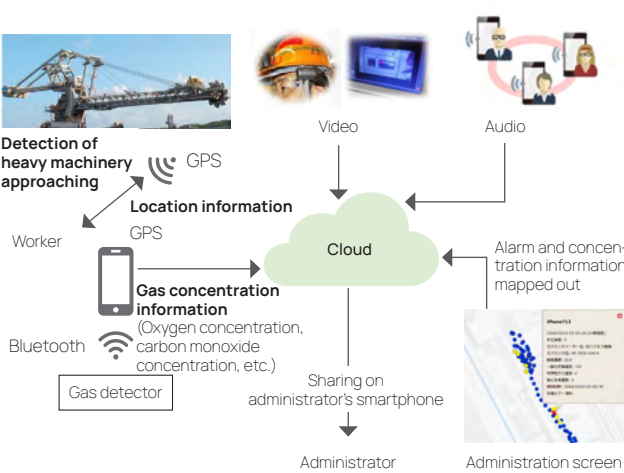 Detection of
heavy machinery
approaching
GPS
Video
Audio
Location information
Worker
GPS
Cloud
Alarm and concen-
tration information
mapped out
Gas concentration
information
(Oxygen concentration,
carbon monoxide
concentration, etc.)
Bluetooth
Gas detector
Sharing on
administrator's smartphone
Administrator
Administration screen